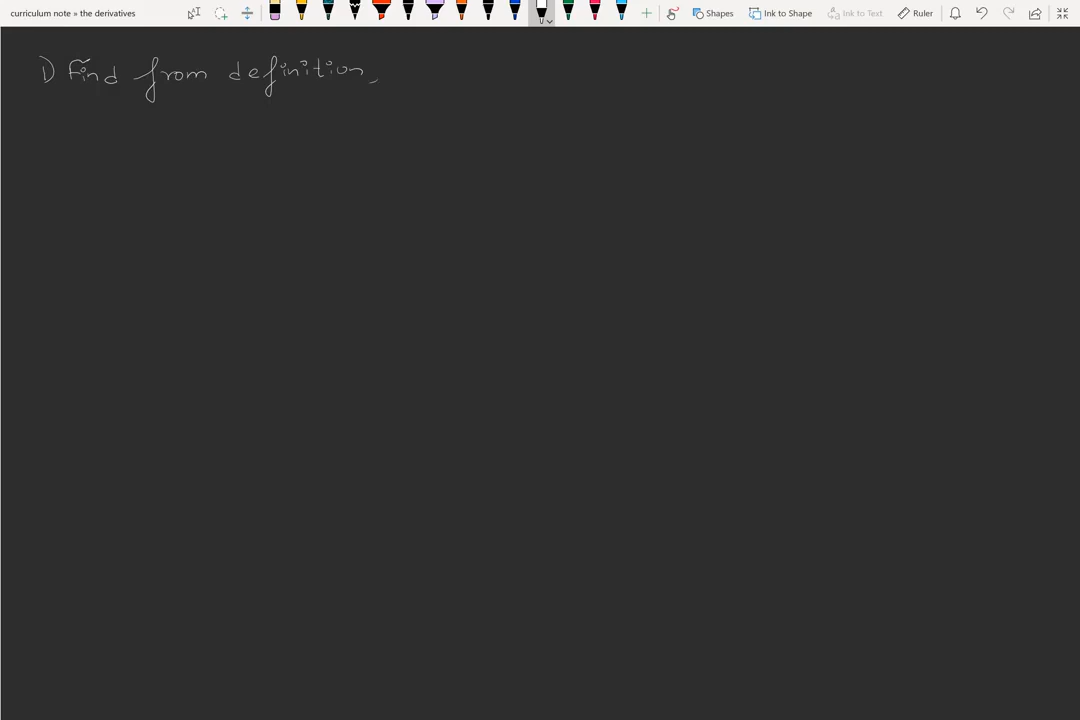 curriculum note » the derivatives
Shapes
Ink to Shape
Ink to Text
Ruler
1) Find from definition,